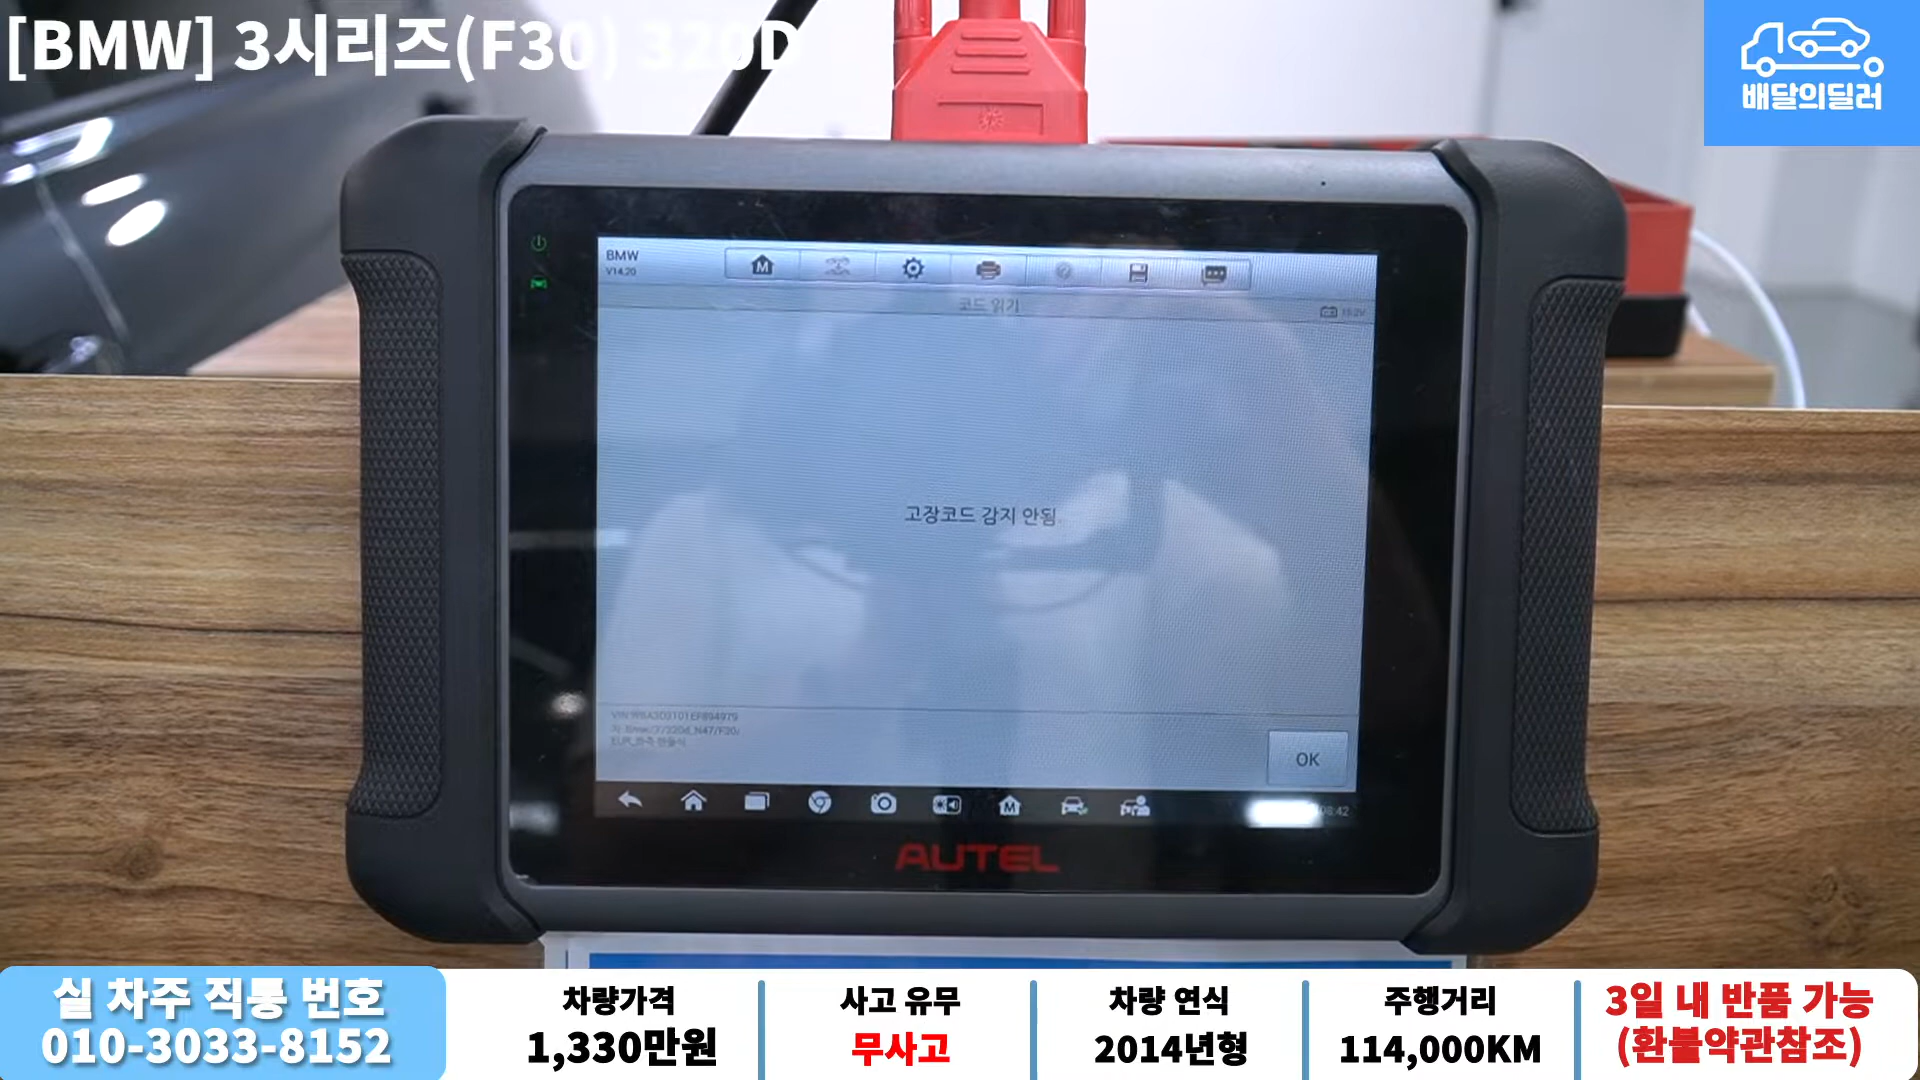 [BMW] 3시리즈(F30) 320D
배달의딜러
BMW
V14.20
코드 읽기
고장코드 감지 안됨.
OK
08:42
AUTEL
실 차주 직통 번호
010-3033-8152
차량가격
1,330만원
사고 유무
무사고
차량 연식
2014년형
주행거리
114,000KM
3일 내 반품 가능
(환불약관참조)